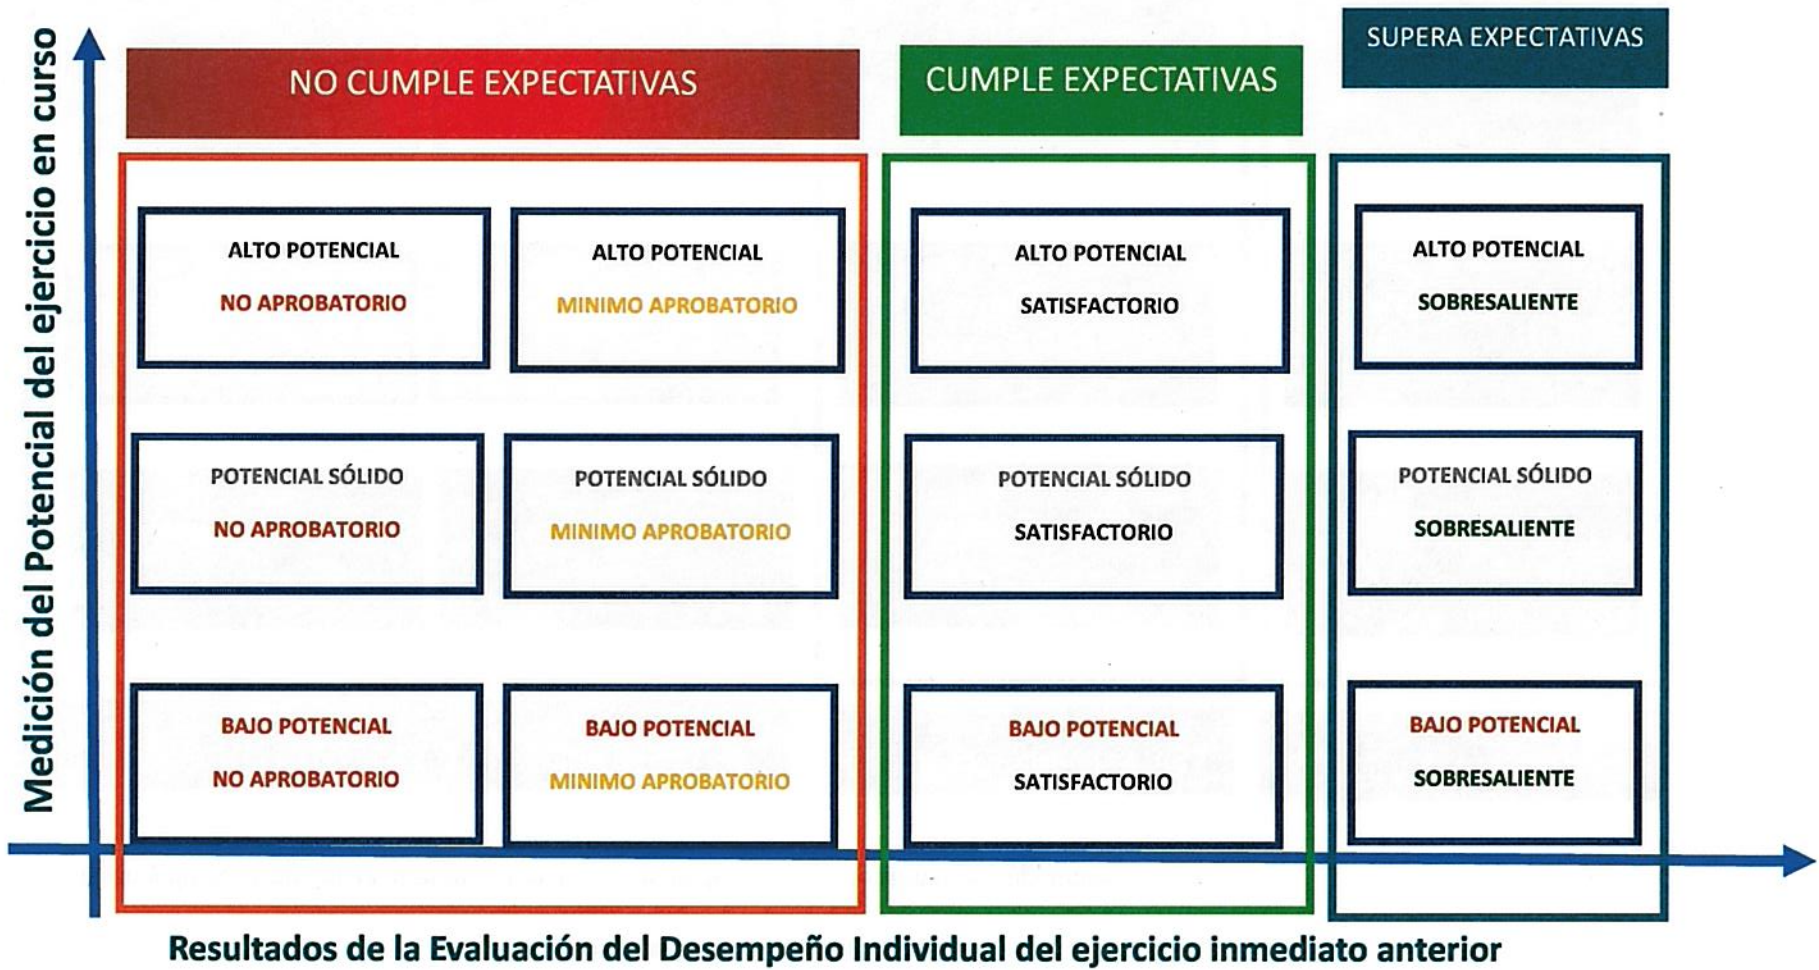 SUPERA EXPECTATIVAS
NO CUMPLE EXPECTATIVAS
CUMPLE EXPECTATIVAS
Medición del Potencial del ejercicio en curso
ALTO POTENCIAL
NO APROBATORIO
ALTO POTENCIAL
MINIMO APROBATORIO
ALTO POTENCIAL
SATISFACTORIO
ALTO POTENCIAL
SOBRESALIENTE
POTENCIAL SÓLIDO
NO APROBATORIO
POTENCIAL SÓLIDO
MINIMO APROBATORIO
POTENCIAL SÓLIDO
SATISFACTORIO
POTENCIAL SÓLIDO
SOBRESALIENTE
BAJO POTENCIAL
NO APROBATORIO
BAJO POTENCIAL
MINIMO APROBATORIO
BAJO POTENCIAL
SATISFACTORIO
BAJO POTENCIAL
SOBRESALIENTE
Resultados de la Evaluación del Desempeño Individual del ejercicio inmediato anterior